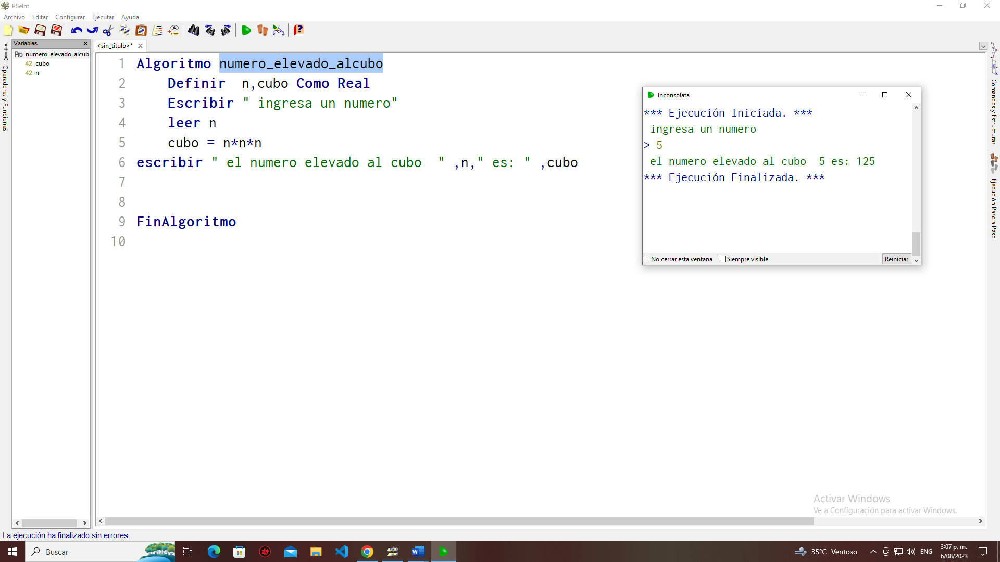 PSeInt
Archivo Editar Configurar Ejecutar Ayuda
Variables
Pro numero_elevado_alcub
42 cubo
42 n
*+=< Operadores y Funciones
<sin_titulo>*
1 Algoritmo numero_elevado_alcubo
2 Definir  n,cubo Como Real
3 Escribir " ingresa un numero"
4 leer n
5 cubo = n*n*n
6 escribir " el numero elevado al cubo  " ,n," es: " ,cubo
7
8
9 FinAlgoritmo
10
Inconsolata
*** Ejecución Iniciada. ***
ingresa un numero
> 5
el numero elevado al cubo  5 es: 125
*** Ejecución Finalizada. ***
No cerrar esta ventana Siempre visible Reiniciar
Comandos y Estructuras
Ejecución Paso a Paso
Activar Windows
Ve a Configuración para activar Windows.
La ejecución ha finalizado sin errores.
Buscar
35°C Ventoso
ENG
3:07 p. m.
6/08/2023